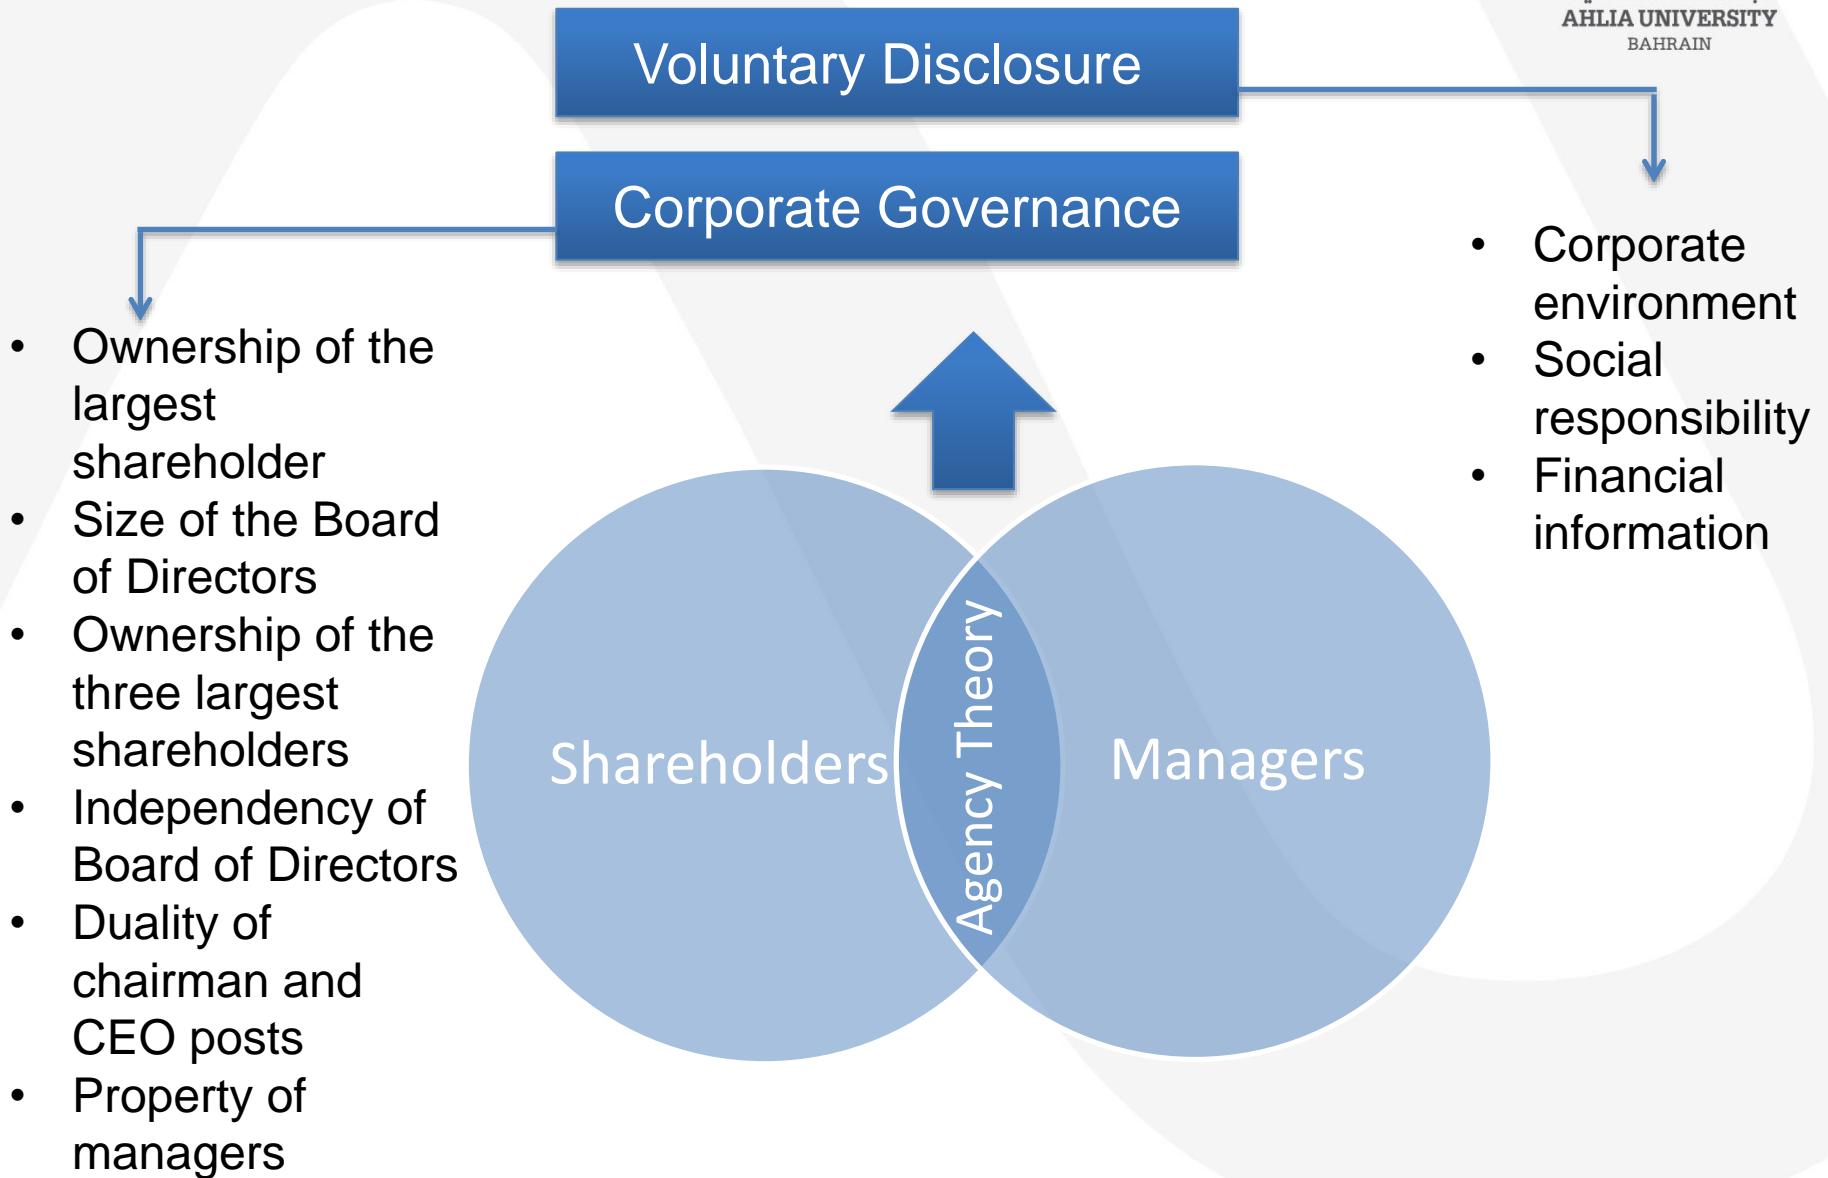 AHLIA UNIVERSITY
BAHRAIN
Voluntary Disclosure
Corporate Governance
• Corporate
environment
• Social
responsibility
• Financial
information
• Ownership of the
largest
shareholder
• Size of the Board
of Directors
• Ownership of the
three largest
shareholders
• Independency of
Board of Directors
• Duality of
chairman and
CEO posts
• Property of
managers
Shareholders
Agency Theory
Managers